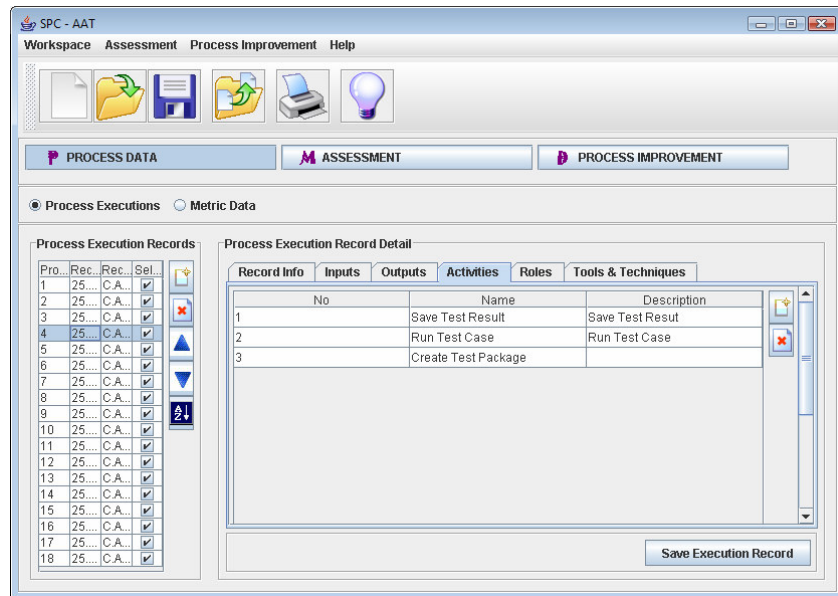 SPC - AAT
Workspace Assessment Process Improvement Help
P PROCESS DATA M ASSESSMENT PROCESS IMPROVEMENT
Process Executions Metric Data
Process Execution Records Process Execution Record Detail
Pro... Rec... Rec... Sel...
Record Info Inputs Outputs Activities Roles Tools & Techniques
No Name Description
1 Save Test Result Save Test Resut
2 Run Test Case Run Test Case
3 Create Test Package
1 25.... C.A...
2 25.... C.A...
3 25.... C.A...
4 25.... C.A...
5 25.... C.A...
6 25.... C.A...
7 25.... C.A...
8 25.... C.A...
9 25.... C.A...
10 25.... C.A...
11 25.... C.A...
12 25.... C.A...
13 25.... C.A...
14 25.... C.A...
15 25.... C.A...
16 25.... C.A...
17 25.... C.A...
18 25.... C.A...
A
Z
Save Execution Record